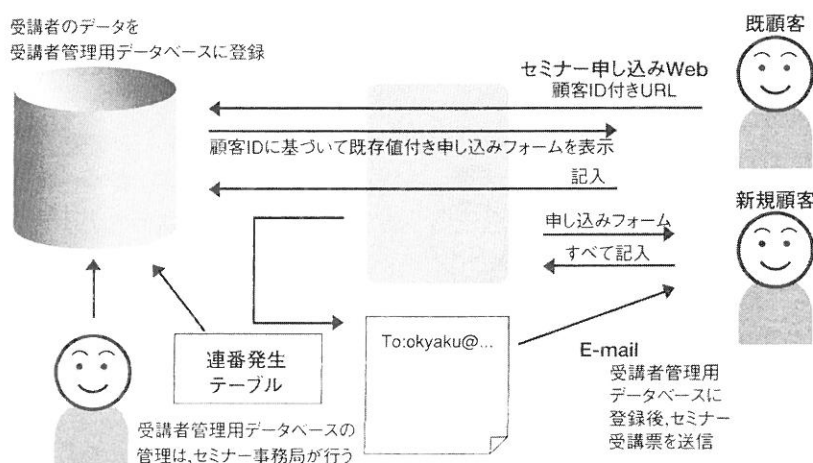 受講者のデータを
受講者管理用データベースに登録
既顧客
セミナー申し込みWeb
顧客ID付きURL
顧客IDに基づいて既存値付き申し込みフォームを表示
記入
新規顧客
申し込みフォーム
すべて記入
連番発生
テーブル
To:okyaku@...
E-mail
受講者管理用
データベースに
登録後,セミナー
受講票を送信
受講者管理用データベースの
管理は,セミナー事務局が行う